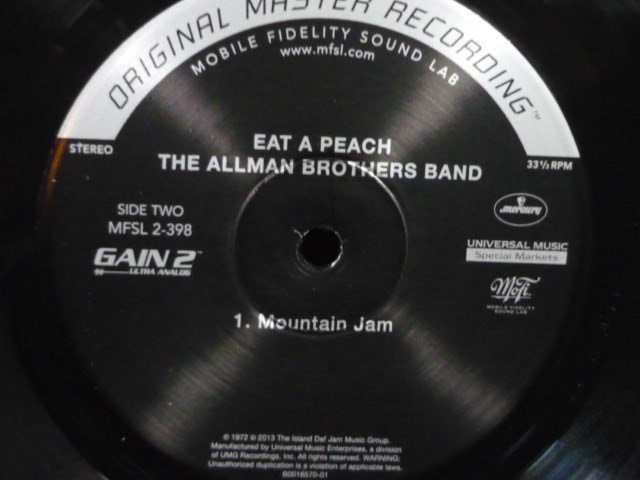 ORIGINAL MASTER RECORDING™
MOBILE FIDELITY SOUND LAB
www.mfsl.com
STEREO
EAT A PEACH
THE ALLMAN BROTHERS BAND
33⅓ RPM
SIDE TWO
MFSL 2-398
GAIN 2™
ULTRA ANALOG
mercury
UNIVERSAL MUSIC
Special Markets
MoFi
MOBILE FIDELITY
SOUND LAB
1. Mountain Jam
© 1972 ℗ 2013 The Island Def Jam Music Group.
Manufactured by Universal Music Enterprises, a division
of UMG Recordings, Inc. All rights reserved. WARNING:
Unauthorized duplication is a violation of applicable laws.
B0016570-01